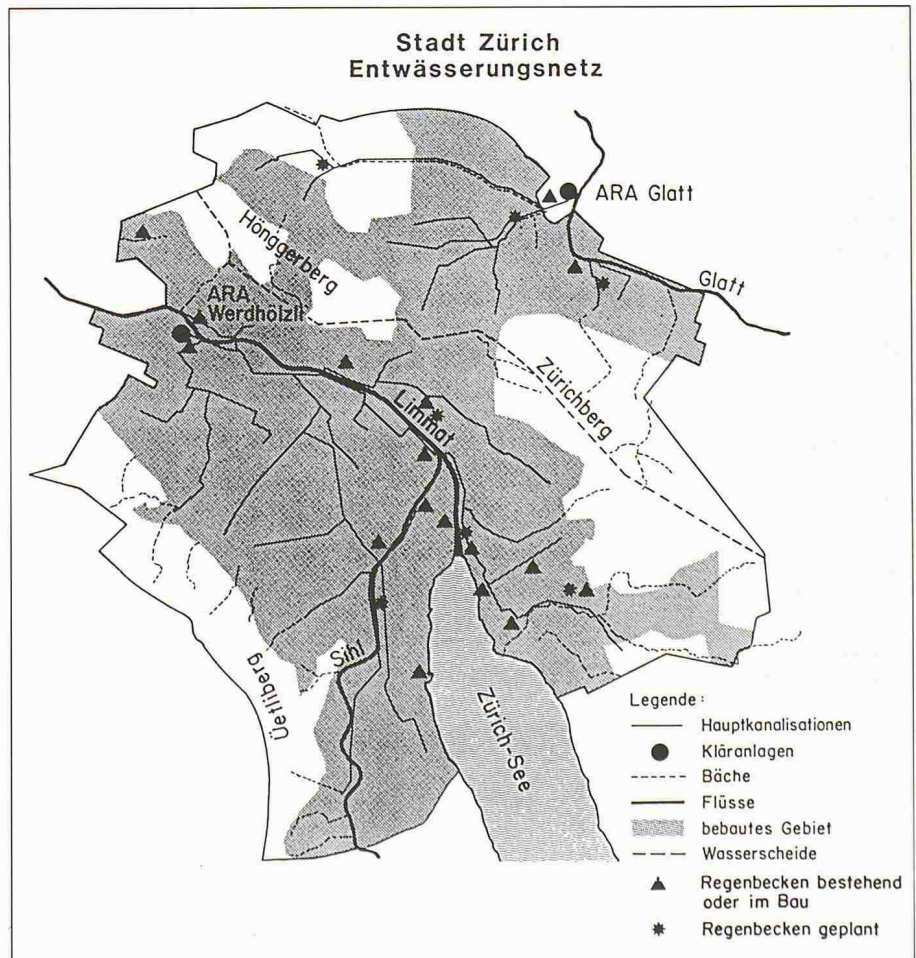 Stadt Zürich
Entwässerungsnetz
ARA Glatt
Hönggerberg
Glatt
ARA
Werdhölzli
Zürichberg
Limmat
Sihl
Üetliberg
Zürich-See
Legende:
Hauptkanalisationen
Kläranlagen
Bäche
Flüsse
bebautes Gebiet
Wasserscheide
Regenbecken bestehend
oder im Bau
Regenbecken geplant